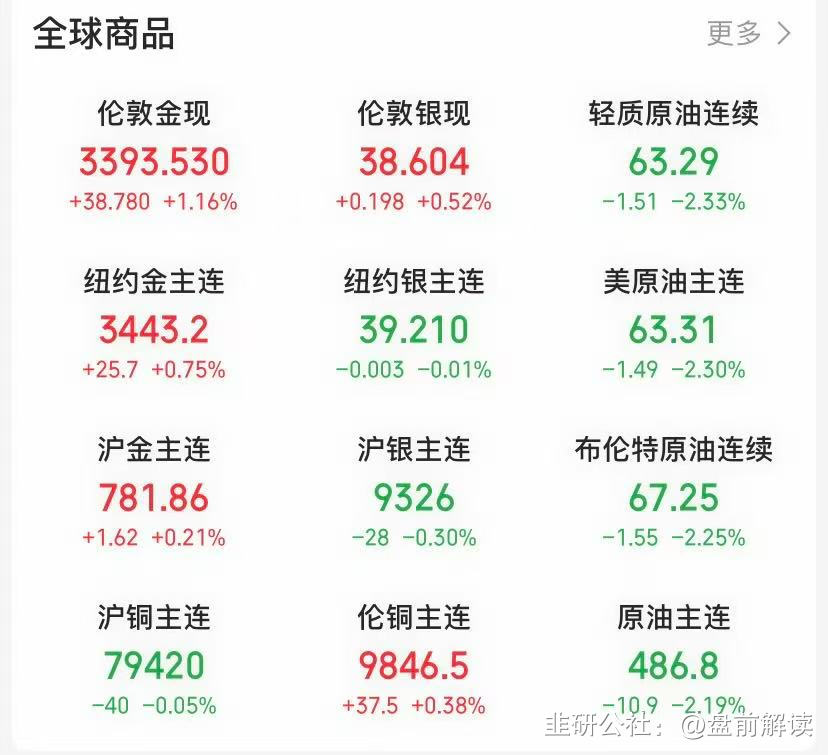 全球商品 更多 >
伦敦金现 伦敦银现 轻质原油连续
3393.530 38.604 63.29
+38.780 +1.16% +0.198 +0.52% -1.51 -2.33%
纽约金主连 纽约银主连 美原油主连
3443.2 39.210 63.31
+25.7 +0.75% -0.003 -0.01% -1.49 -2.30%
沪金主连 沪银主连 布伦特原油连续
781.86 9326 67.25
+1.62 +0.21% -28 -0.30% -1.55 -2.25%
沪铜主连 伦铜主连 原油主连
79420 9846.5 486.8
-40 -0.05% +37.5 +0.38% -10.9 -2.19%
韭研公社：@盘前解读